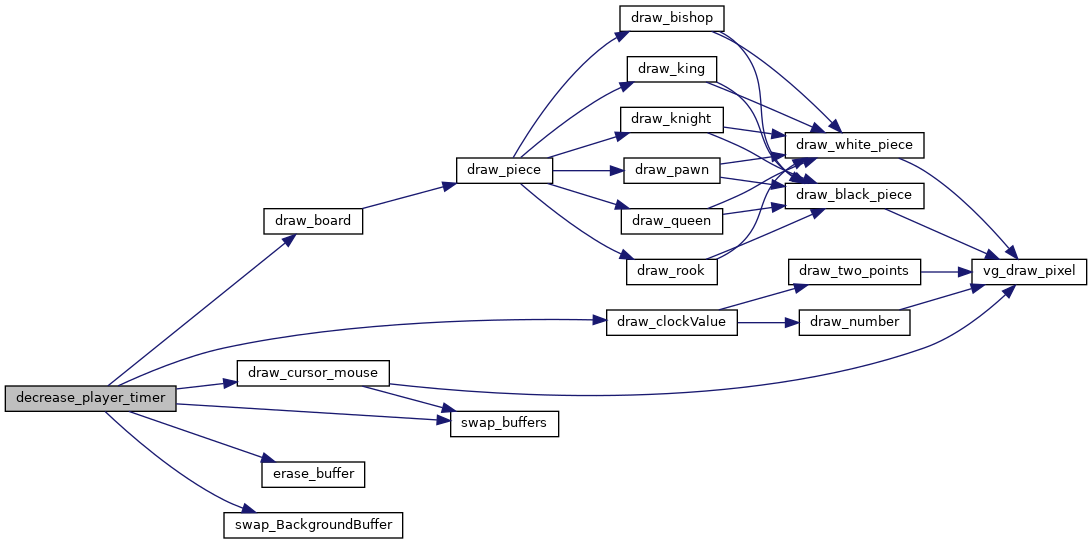 draw_bishop
draw_king
draw_knight
draw_white_piece
draw_piece
draw_pawn
draw_black_piece
draw_board
draw_queen
draw_rook
draw_two_points
vg_draw_pixel
draw_clockValue
draw_number
draw_cursor_mouse
decrease_player_timer
swap_buffers
erase_buffer
swap_BackgroundBuffer